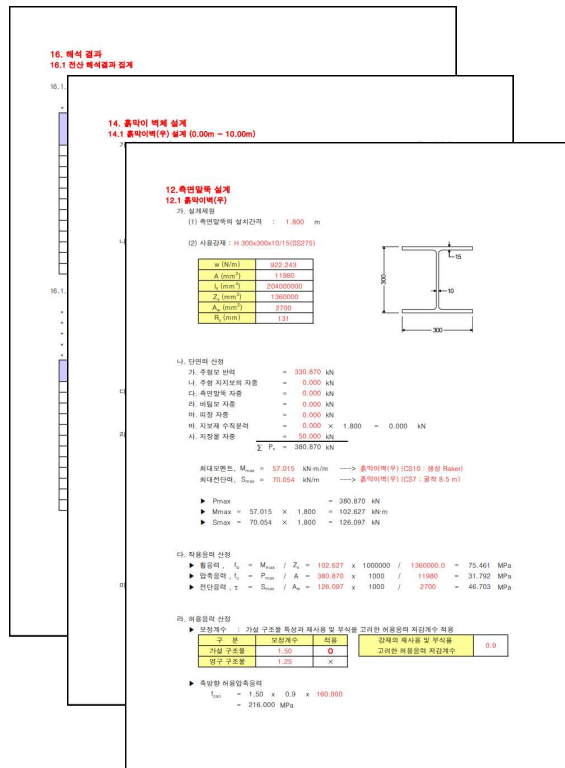 16. 해석 결과
16.1 전산 해석결과 집계
16.1.
16.1.
14. 흙막이 벽체 설계
14.1 흙막이벽(우) 설계 (0.00m ~ 10.00m)
나
다
라
마
12.측면말뚝 설계
12.1 흙막이벽(우)
가. 설계제원
(1) 측면말뚝의 설치간격 : 1.800 m
(2) 사용강재 : H 300x300x10/15(SS275)
w (N/m) 922.243
A (mm²) 11980
Iₓ (mm⁴) 204000000
Zₓ (mm³) 1360000
A_w (mm²) 2700
Rₓ (mm) 131
300
15
10
300
나. 단면력 산정
가. 주형보 반력 = 330.870 kN
나. 주형 지지보의 자중 = 0.000 kN
다. 측면말뚝 자중 = 0.000 kN
라. 버팀보 자중 = 0.000 kN
마. 띠장 자중 = 0.000 kN
바. 지보재 수직분력 = 0.000 × 1.800 = 0.000 kN
사. 지장물 자중 = 50.000 kN
∑ Pₛ = 380.870 kN
최대모멘트, M_max = 57.015 kN·m/m ---> 흙막이벽(우) (CS10 : 생성 Raker)
최대전단력, S_max = 70.054 kN/m ---> 흙막이벽(우) (CS7 : 굴착 8.5 m)
▶ Pmax = 380.870 kN
▶ Mmax = 57.015 × 1.800 = 102.627 kN·m
▶ Smax = 70.054 × 1.800 = 126.097 kN
다. 작용응력 산정
▶ 휨응력, f_b = M_max / Zₓ = 102.627 x 1000000 / 1360000.0 = 75.461 MPa
▶ 압축응력, f_c = P_max / A = 380.870 x 1000 / 11980 = 31.792 MPa
▶ 전단응력, τ = S_max / A_w = 126.097 x 1000 / 2700 = 46.703 MPa
라. 허용응력 산정
▶ 보정계수 : 가설 구조물 특성과 재사용 및 부식을 고려한 허용응력 저감계수 적용
구 분 보정계수 적용
가설 구조물 1.50 O
영구 구조물 1.25 ×
강재의 재사용 및 부식을
고려한 허용응력 저감계수 0.9
▶ 축방향 허용압축응력
f_cao = 1.50 x 0.9 x 160.000
= 216.000 MPa